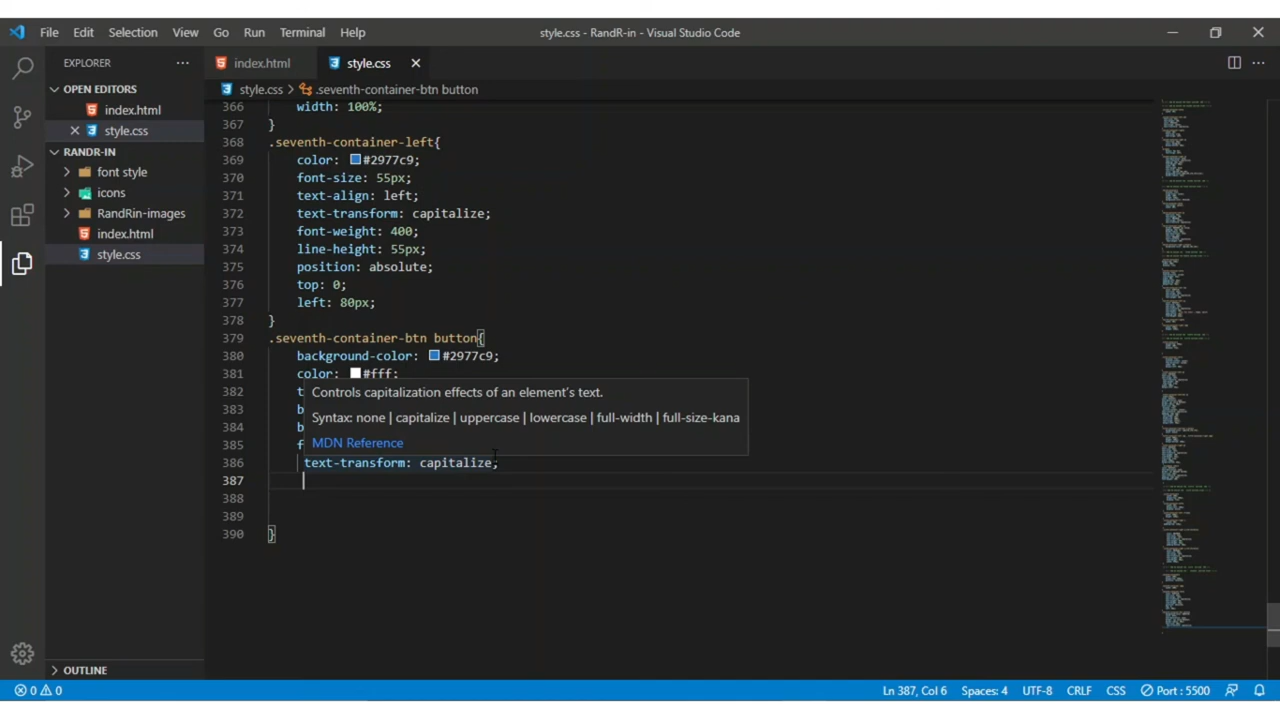 File Edit Selection View Go Run Terminal Help style.css - RandR-in - Visual Studio Code
EXPLORER
index.html style.css
OPEN EDITORS
style.css > .seventh-container-btn button
index.html
style.css
RANDR-IN
font style
icons
RandRin-images
index.html
style.css
366 width: 100%;
367 }
368 .seventh-container-left{
369 color: #2977c9;
370 font-size: 55px;
371 text-align: left;
372 text-transform: capitalize;
373 font-weight: 400;
374 line-height: 55px;
375 position: absolute;
376 top: 0;
377 left: 80px;
378 }
379 .seventh-container-btn button{
380 background-color: #2977c9;
381 color: #fff;
382 t
383 b
384 b
385 f
Controls capitalization effects of an element's text.
Syntax: none | capitalize | uppercase | lowercase | full-width | full-size-kana
MDN Reference
386 text-transform: capitalize;
387
388
389
390 }
OUTLINE
0 0 Ln 387, Col 6 Spaces: 4 UTF-8 CRLF CSS Port : 5500